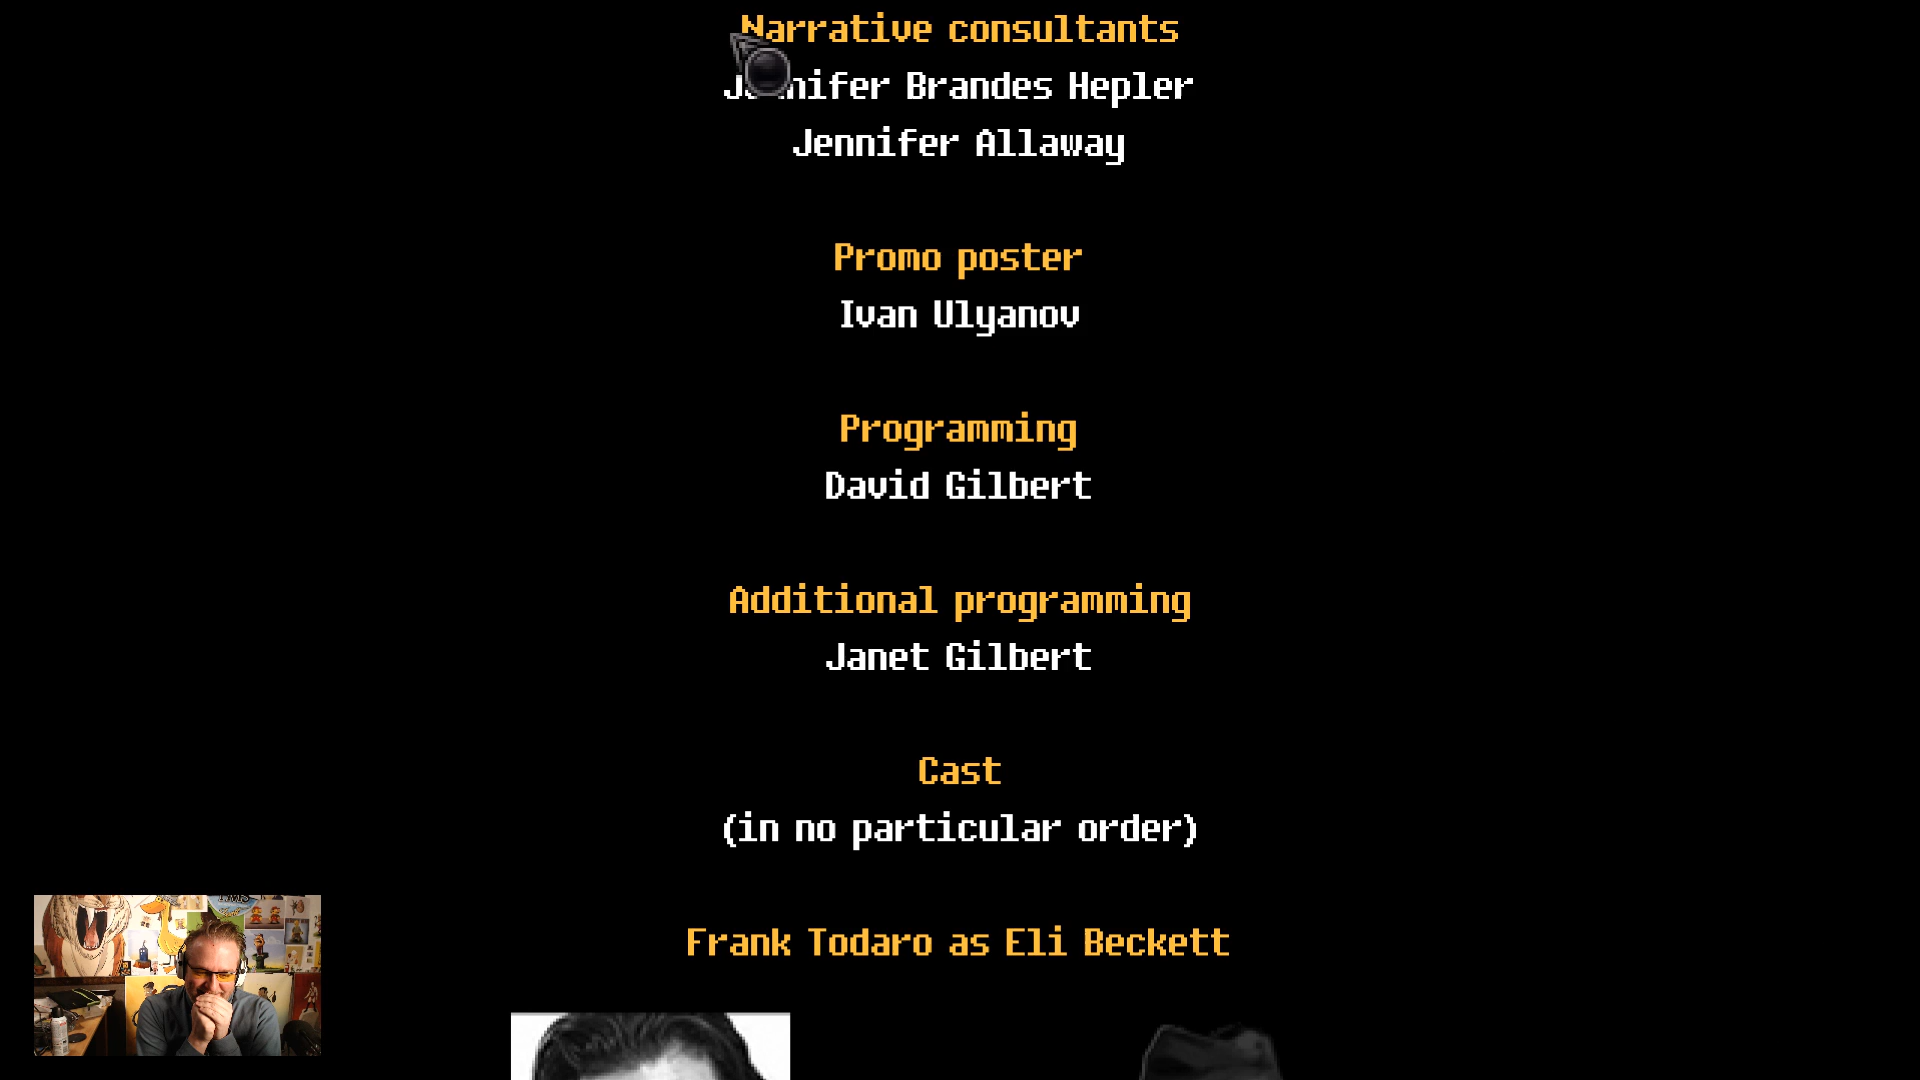 Narrative consultants
Jennifer Brandes Hepler
Jennifer Allaway
Promo poster
Ivan Ulyanov
Programming
David Gilbert
Additional programming
Janet Gilbert
Cast
(in no particular order)
Frank Todaro as Eli Beckett